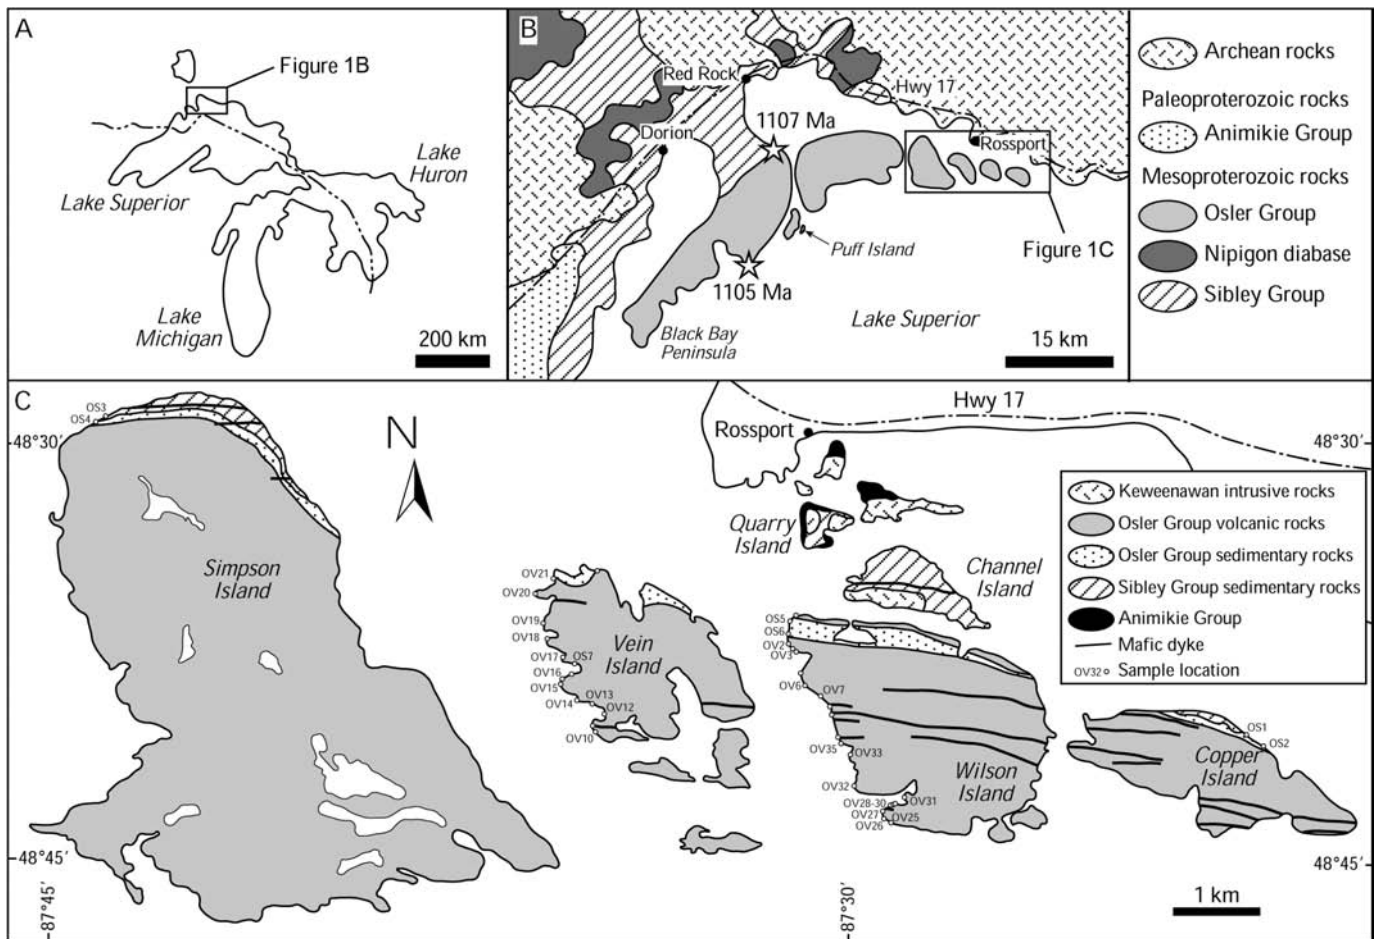 A
Figure 1B
Lake
Huron
Lake Superior
Lake
Michigan
200 km
B
Red Rock
Hwy 17
1107 Ma
Dorion
Rossport
Puff Island
Figure 1C
1105 Ma
Lake Superior
Black Bay
Peninsula
15 km
Archean rocks
Paleoproterozoic rocks
Animikie Group
Mesoproterozoic rocks
Osler Group
Nipigon diabase
Sibley Group
C
OS3
OS4
48°30´
N
Hwy 17
Rossport
48°30´
Simpson
Island
Quarry
Island
Channel
Island
Keweenawan intrusive rocks
Osler Group volcanic rocks
Osler Group sedimentary rocks
Sibley Group sedimentary rocks
Animikie Group
Mafic dyke
OV32 Sample location
OV21
OV20
OV19
OV18
OV17
OS7
OV16
OV15
OV14
OV13
OV12
OV10
Vein
Island
OS5
OS6
OV2
OV3
OV6
OV7
OV35
OV33
OV32
OV31
OV28-30
OV27
OV25
OV26
Wilson
Island
OS1
OS2
Copper
Island
48°45´
48°45´
-87°45´
-87°30´
1 km